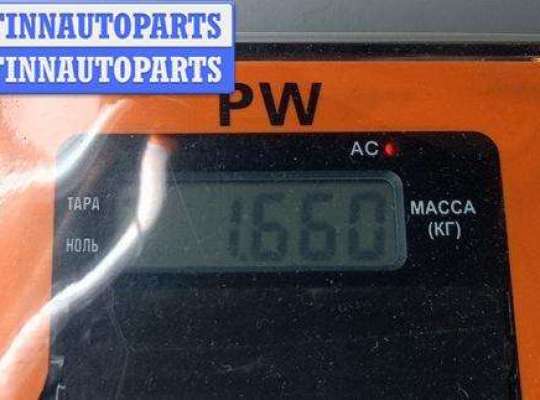 FINNAUTOPARTS
FINNAUTOPARTS
PW
AC
ТАРА
НОЛЬ
1.660
МАССА
(КГ)